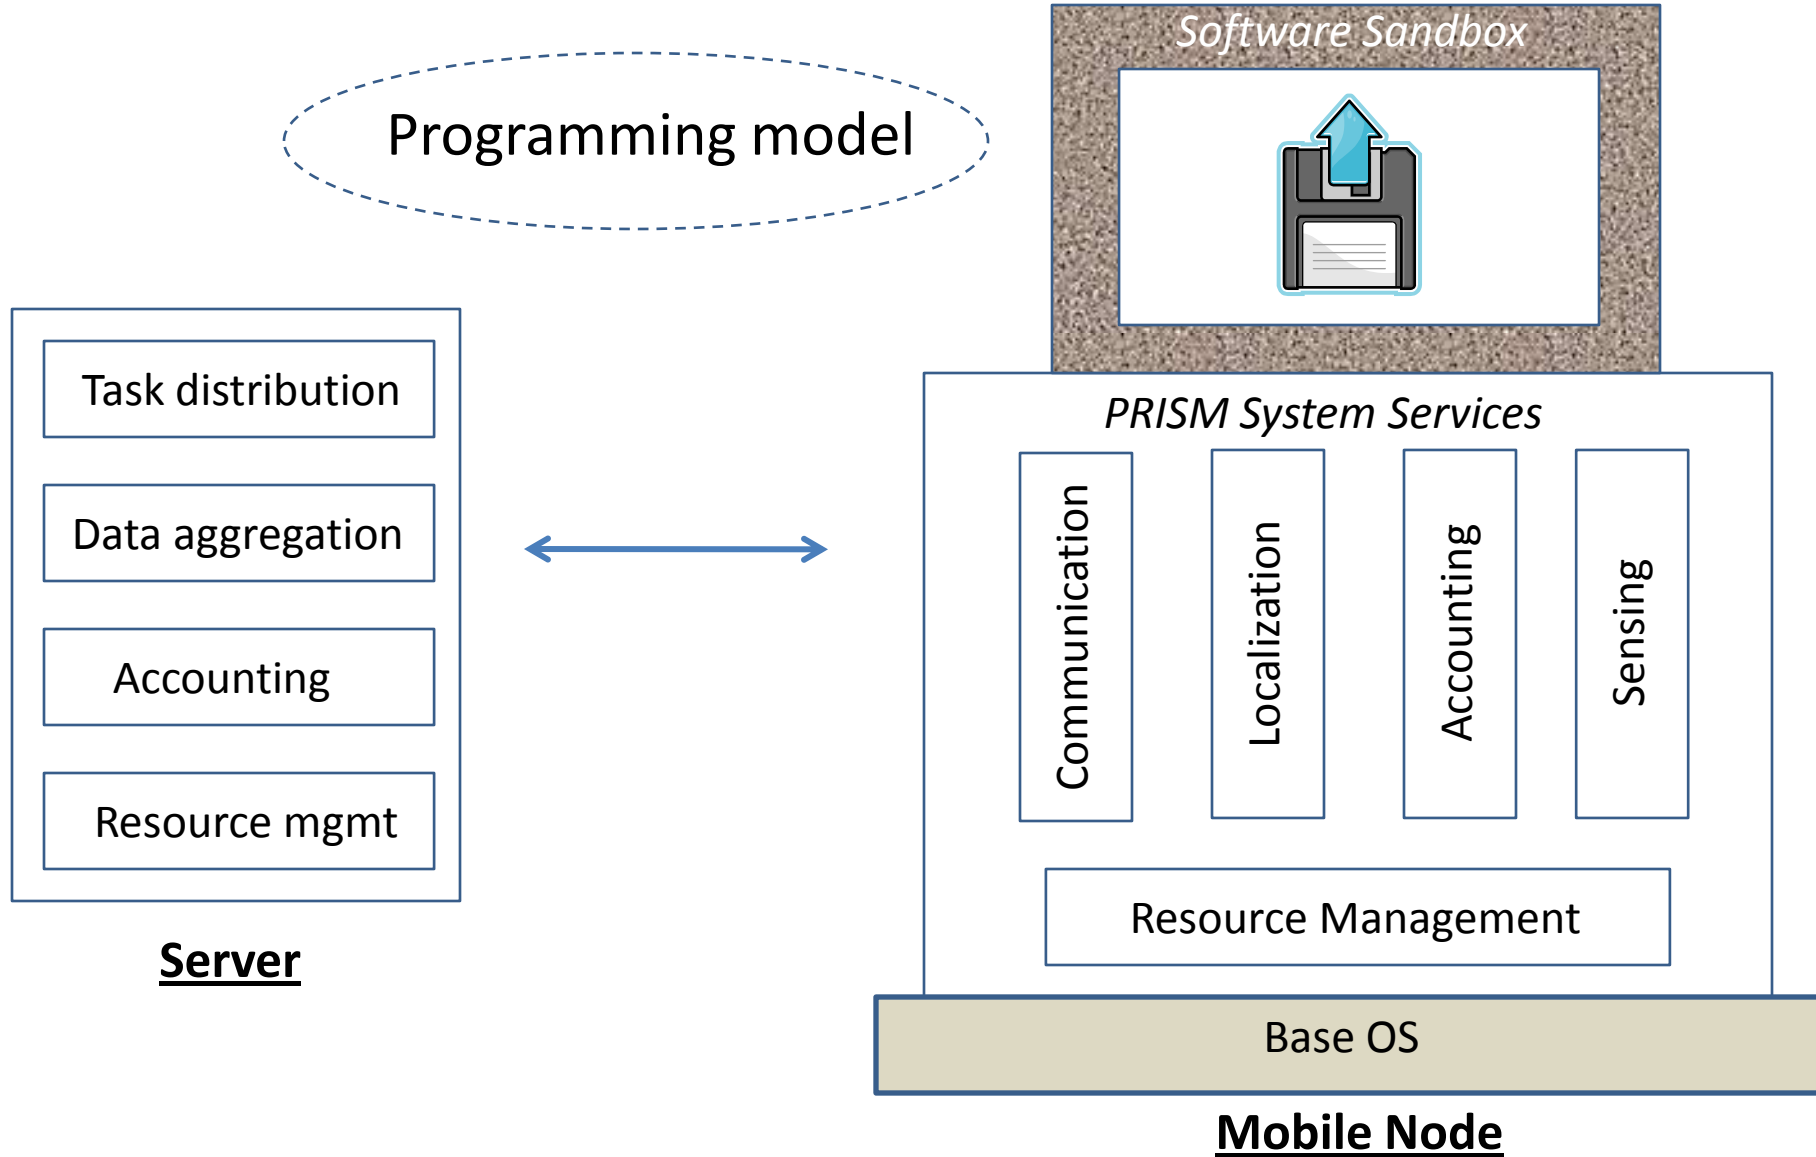 Programming model
Software Sandbox
Task distribution
Data aggregation
Accounting
Resource mgmt
Server
PRISM System Services
Communication
Localization
Accounting
Sensing
Resource Management
Base OS
Mobile Node